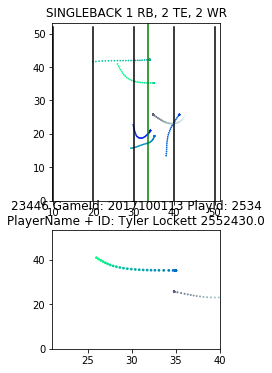 SINGLEBACK 1 RB, 2 TE, 2 WR
50
40
30
20
10
0
10 20 30 40 50
23446 GameId: 2017100113 PlayId: 2534
PlayerName + ID: Tyler Lockett 2552430.0
40
20
0
25 30 35 40